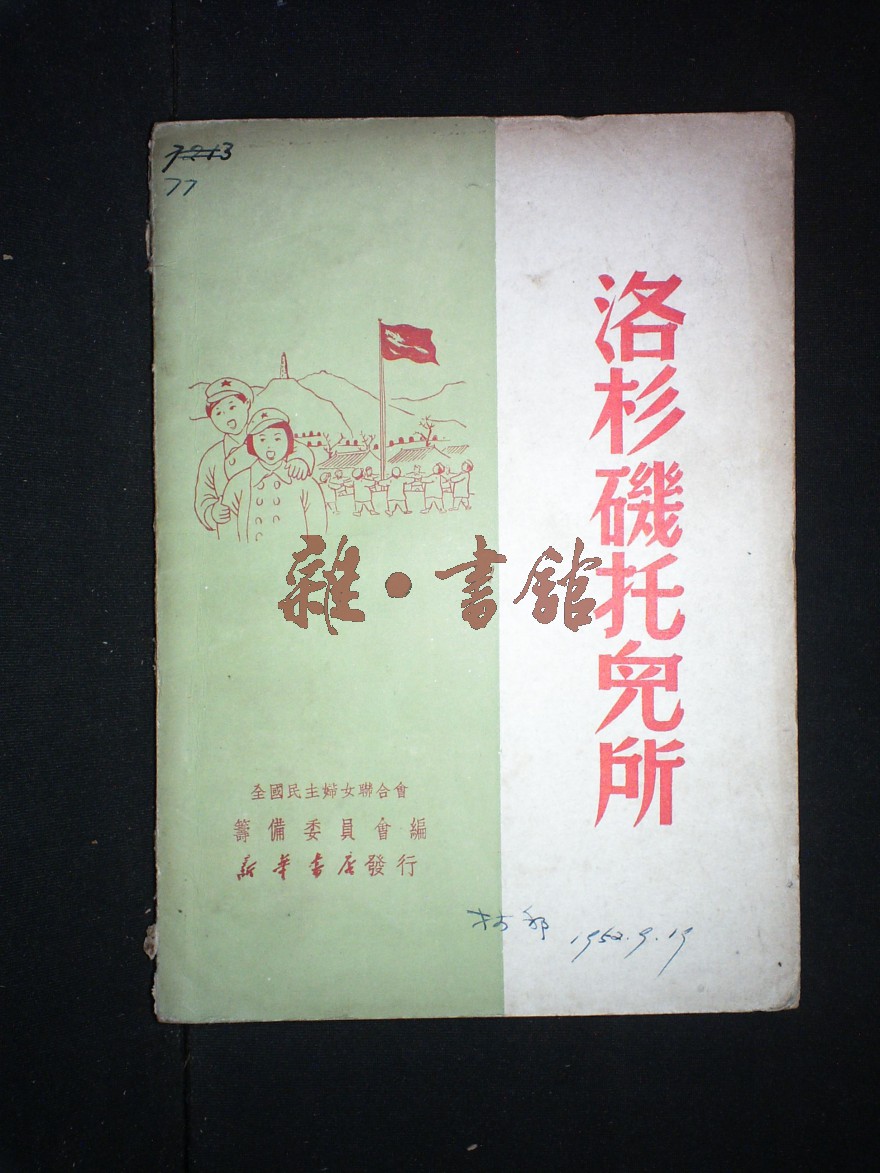 77
洛杉磯托兒所
雜·書館
全國民主婦女聯合會
籌備委員會編
新華書店發行
1952.9.19